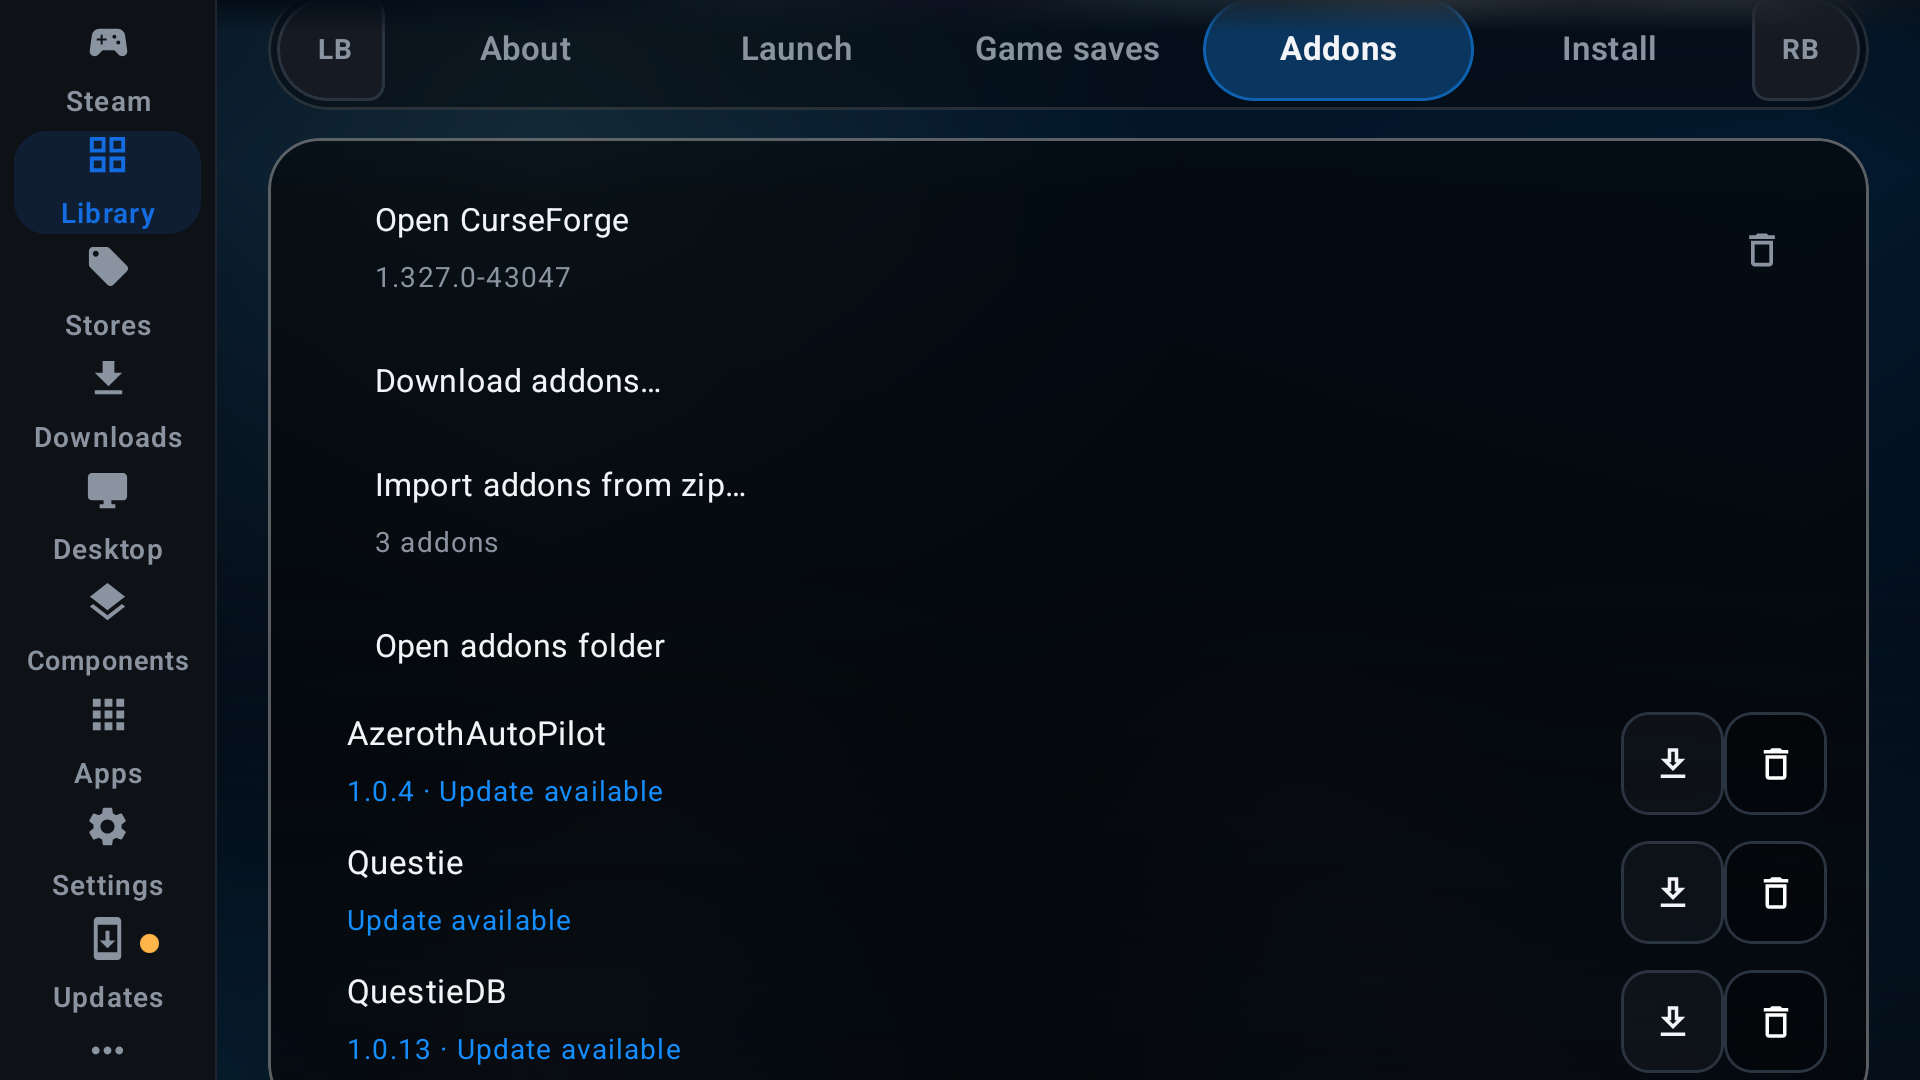 Steam
Library
Stores
Downloads
Desktop
Components
Apps
Settings
Updates
LB
About
Launch
Game saves
Addons
Install
RB
Open CurseForge
1.327.0-43047
Download addons…
Import addons from zip…
3 addons
Open addons folder
AzerothAutoPilot
1.0.4 · Update available
Questie
Update available
QuestieDB
1.0.13 · Update available